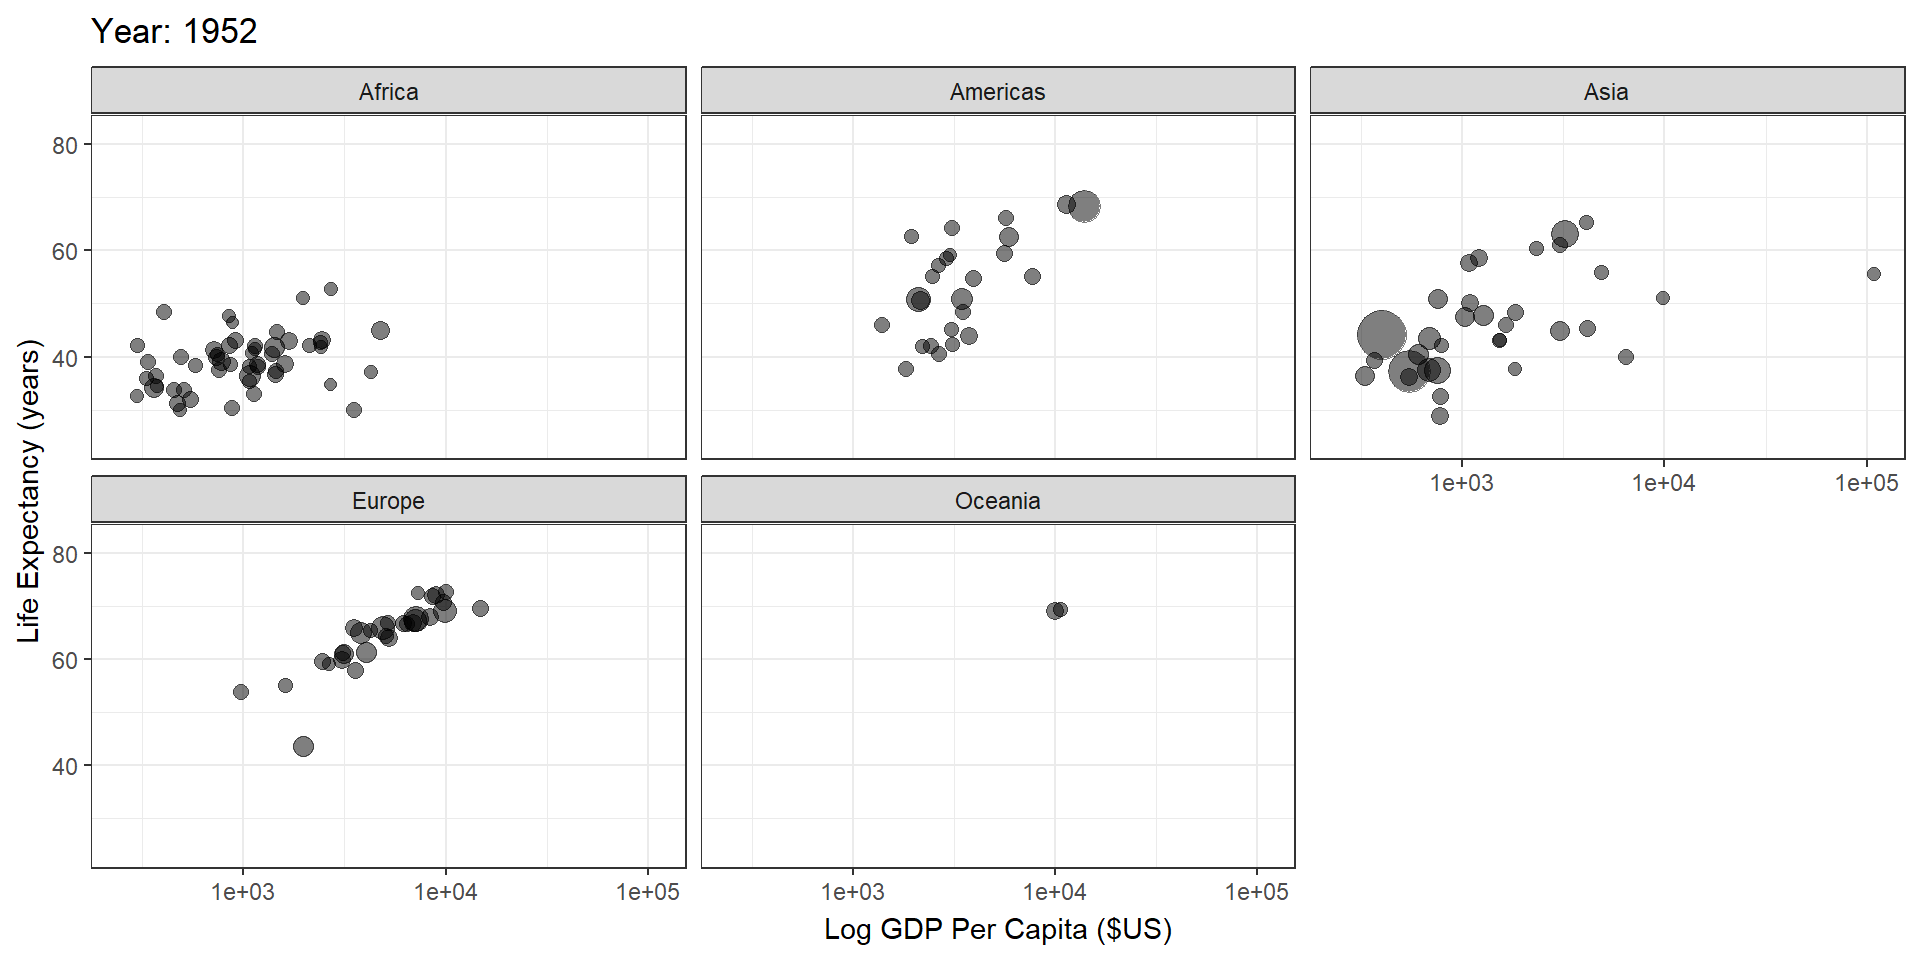 Year: 1952
Africa
Americas
Asia
80
60
40
1e+03
1e+04
1e+05
Europe
Oceania
80
60
40
1e+03
1e+04
1e+05
1e+03
1e+04
1e+05
Life Expectancy (years)
Log GDP Per Capita ($US)